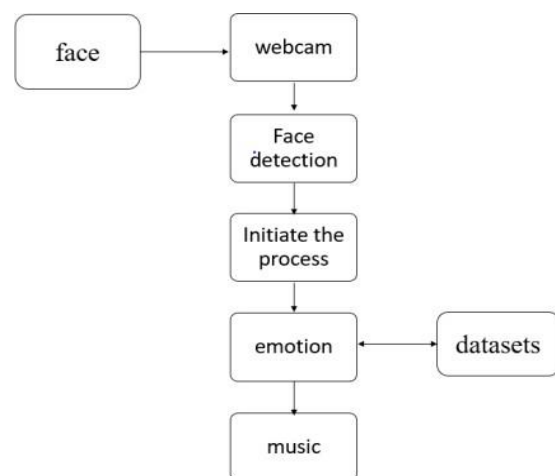 face
webcam
Face
detection
Initiate the
process
emotion
datasets
music